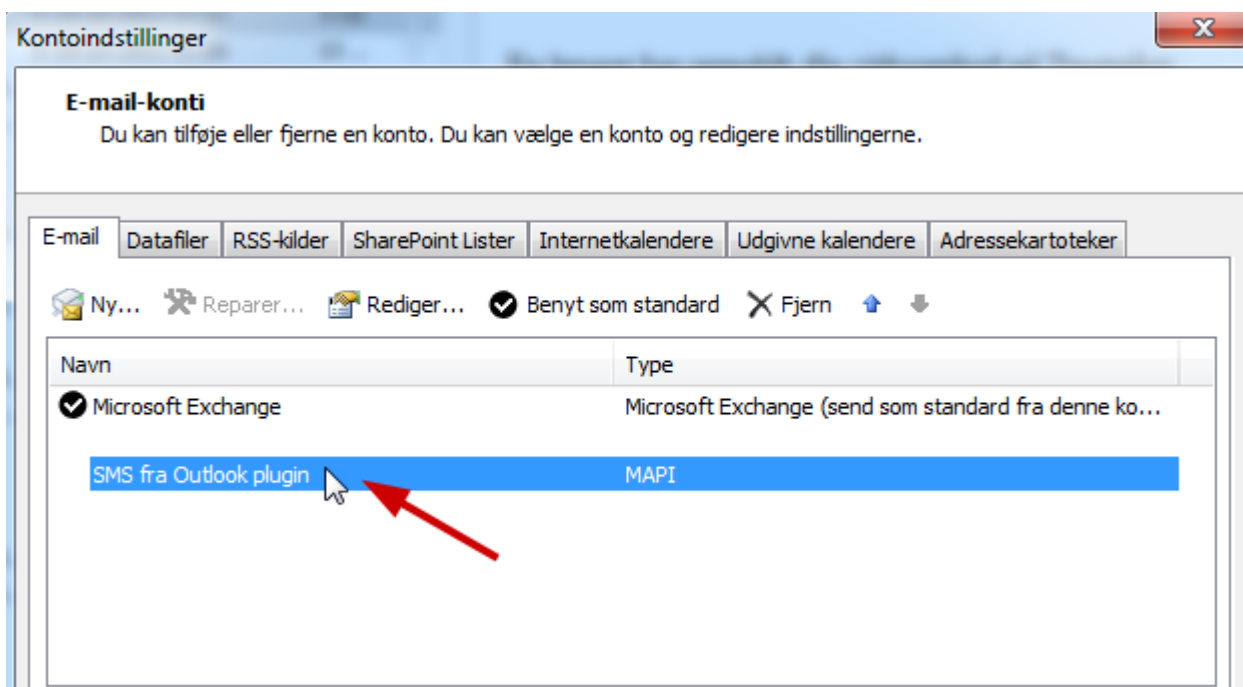 Kontoindstillinger
E-mail-konti
Du kan tilføje eller fjerne en konto. Du kan vælge en konto og redigere indstillingerne.
E-mail Datafiler RSS-kilder SharePoint Lister Internetkalendere Udgivne kalendere Adressekartoteker
Ny... Reparer... Rediger... Benyt som standard Fjern
Navn Type
Microsoft Exchange Microsoft Exchange (send som standard fra denne ko...
SMS fra Outlook plugin MAPI